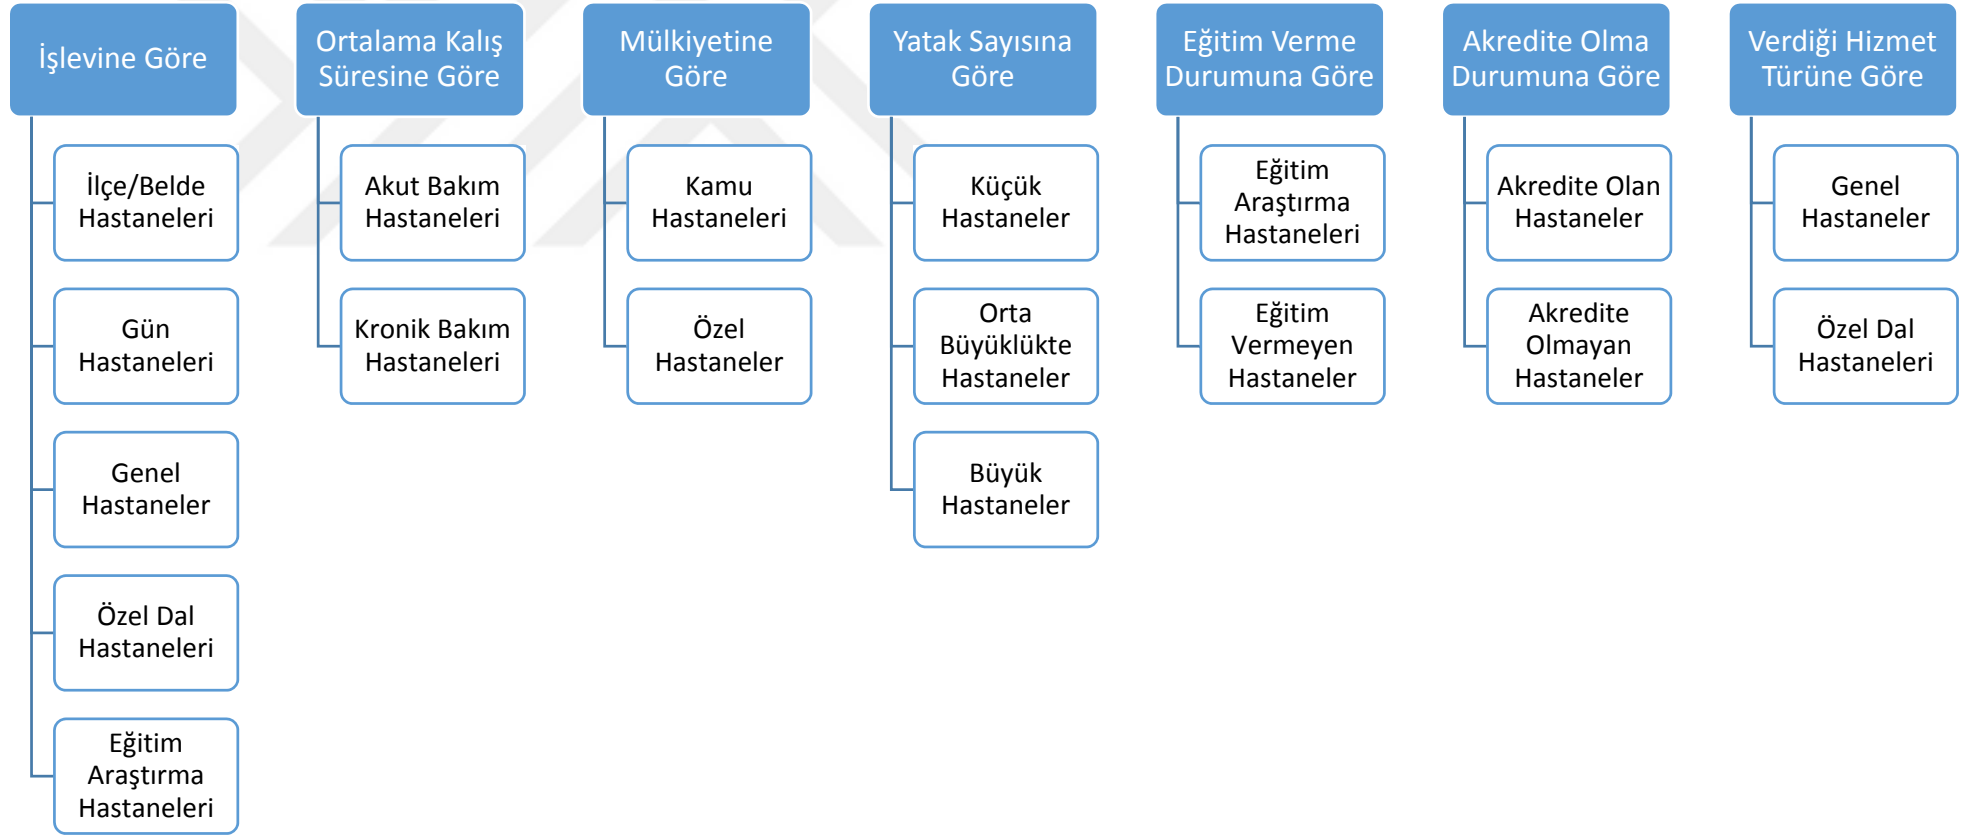 İşlevine Göre
İlçe/Belde
Hastaneleri
Gün
Hastaneleri
Genel
Hastaneler
Özel Dal
Hastaneleri
Eğitim
Araştırma
Hastaneleri
Ortalama Kalış
Süresine Göre
Akut Bakım
Hastaneleri
Kronik Bakım
Hastaneleri
Mülkiyetine
Göre
Kamu
Hastaneleri
Özel
Hastaneler
Yatak Sayısına
Göre
Küçük
Hastaneler
Orta
Büyüklükte
Hastaneler
Büyük
Hastaneler
Eğitim Verme
Durumuna Göre
Eğitim
Araştırma
Hastaneleri
Eğitim
Vermeyen
Hastaneler
Akredite Olma
Durumuna Göre
Akredite Olan
Hastaneler
Akredite
Olmayan
Hastaneler
Verdiği Hizmet
Türüne Göre
Genel
Hastaneler
Özel Dal
Hastaneleri